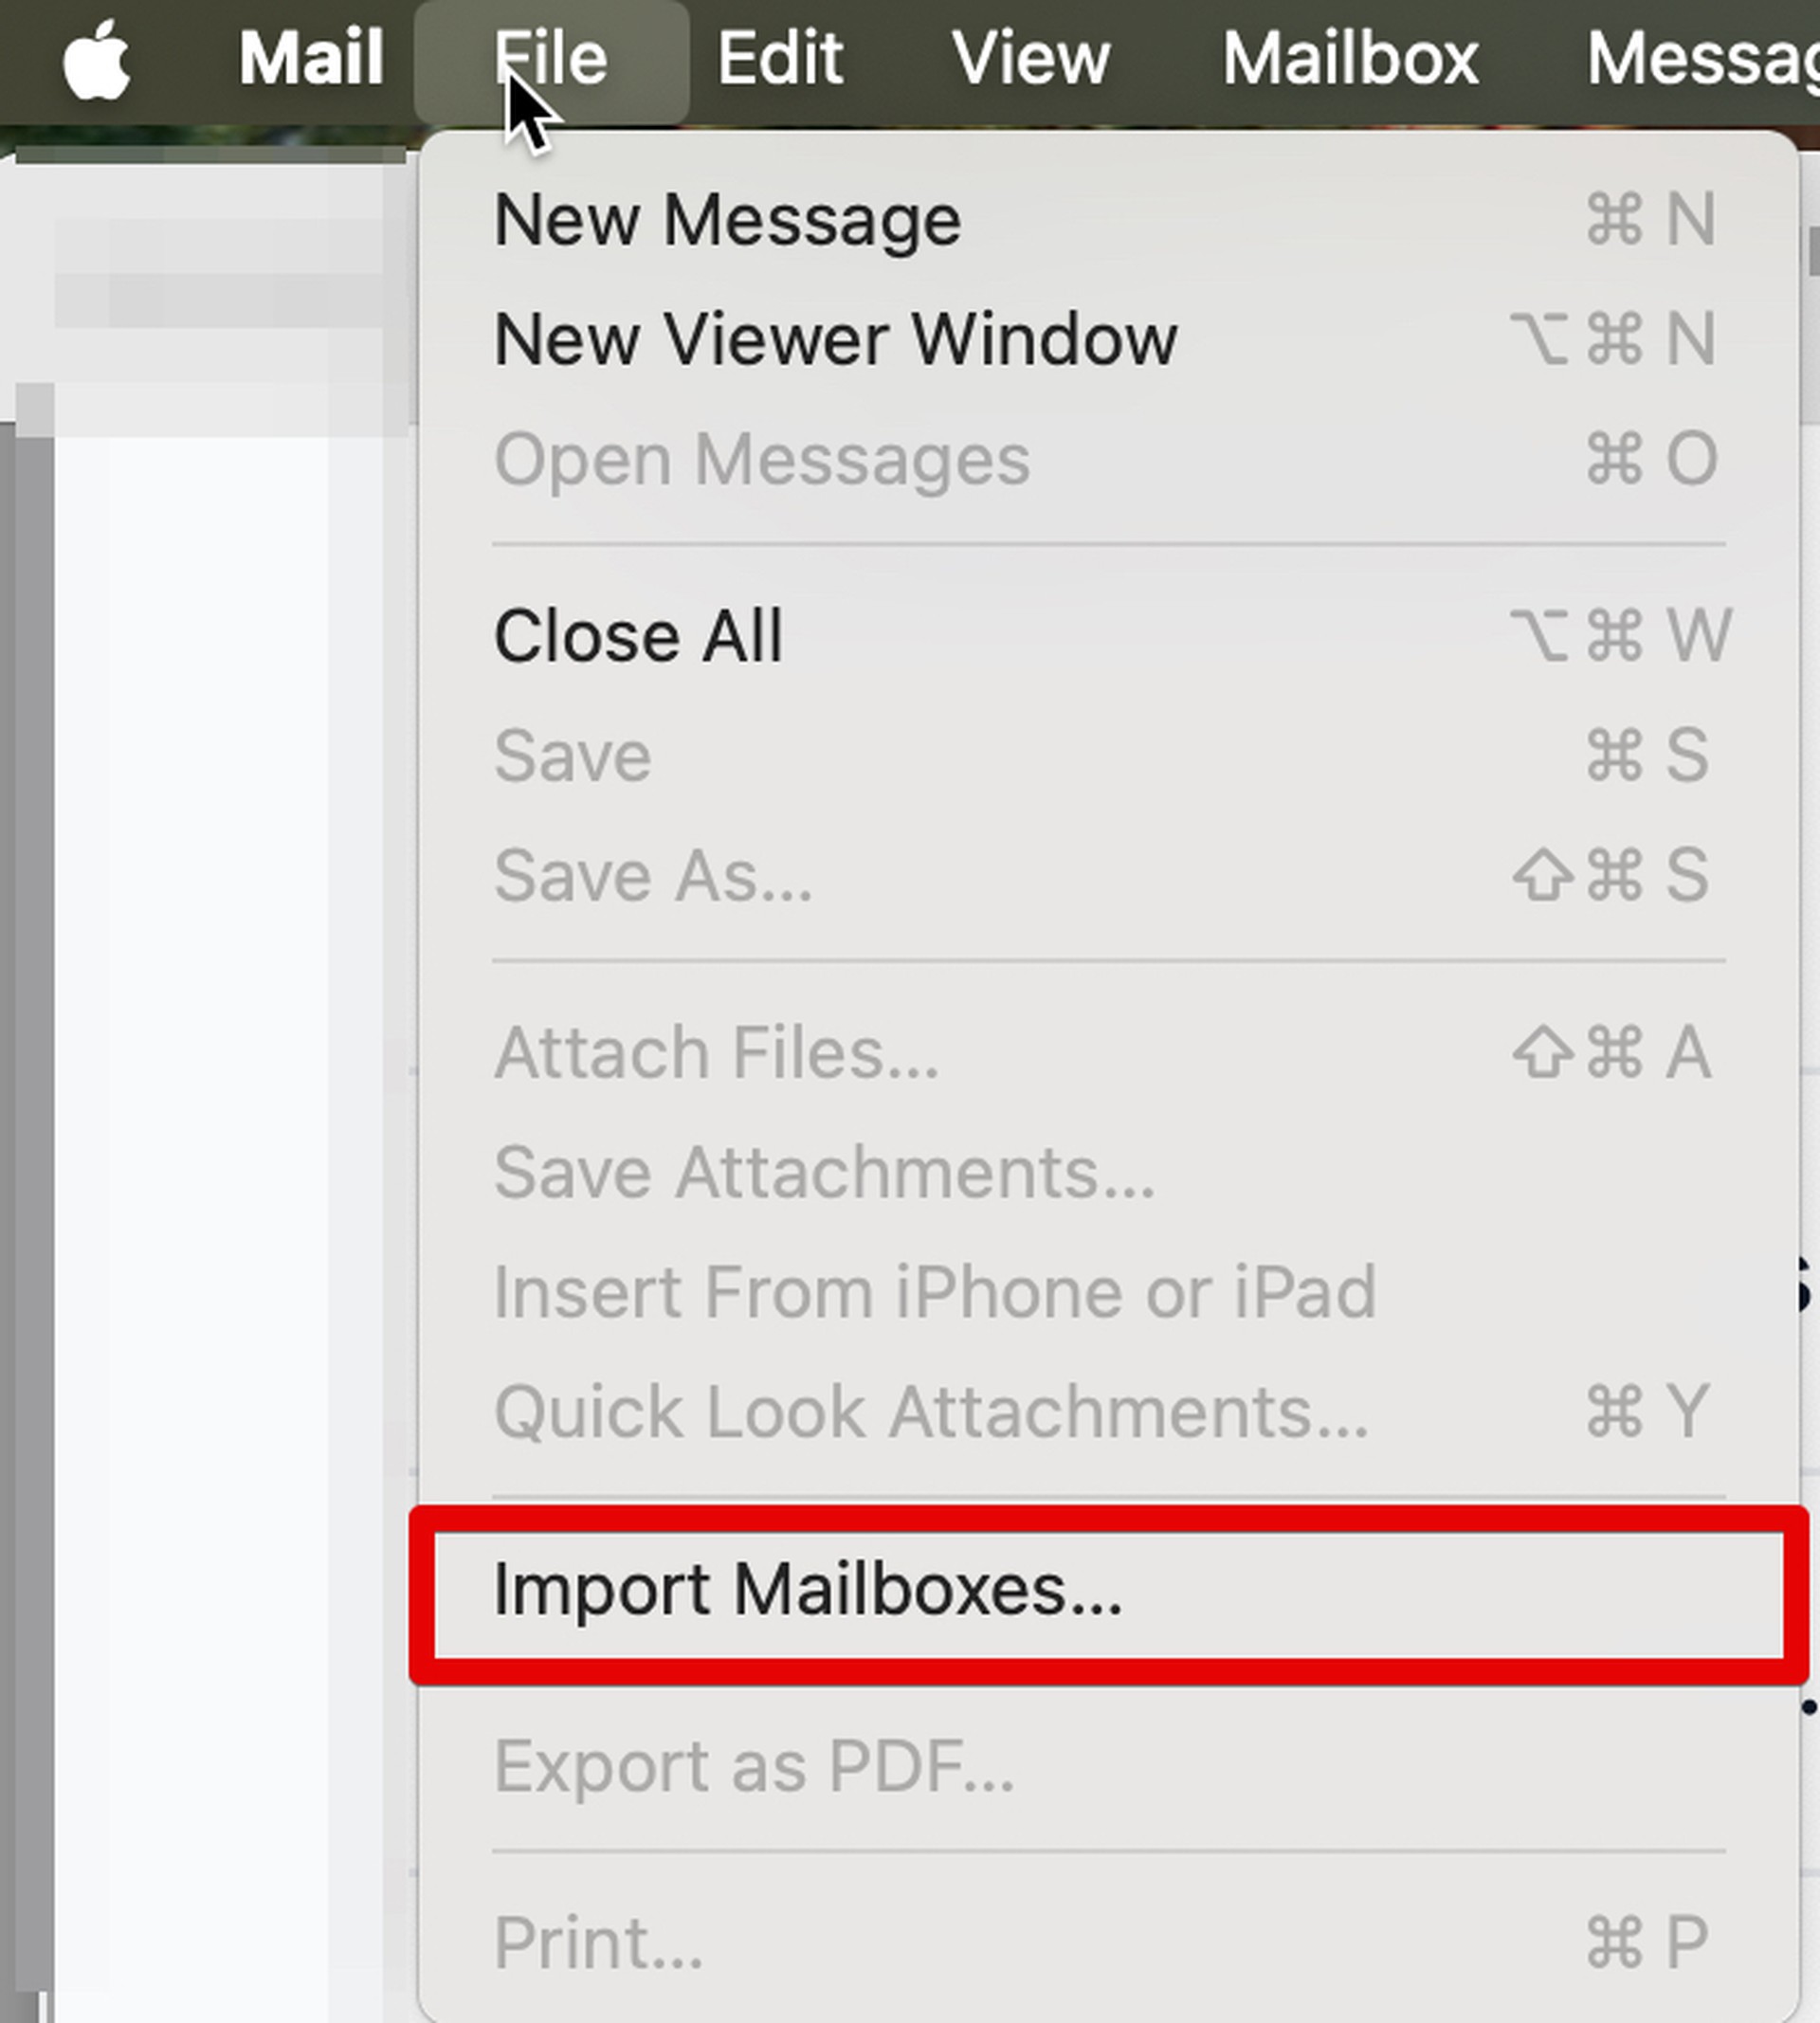 Mail File Edit View Mailbox Messag
New Message ⌘ N
New Viewer Window ⌥⌘ N
Open Messages ⌘ O
Close All ⌥⌘ W
Save ⌘ S
Save As... ⇧⌘ S
Attach Files... ⇧⌘ A
Save Attachments...
Insert From iPhone or iPad
Quick Look Attachments... ⌘ Y
Import Mailboxes...
Export as PDF...
Print... ⌘ P